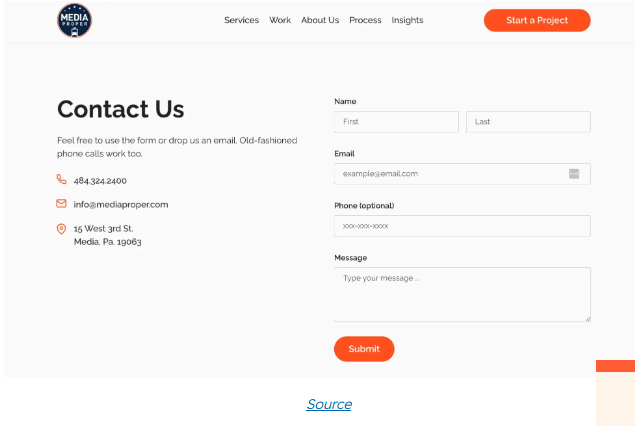 MEDIA
PROPER
Services Work About Us Process Insights
Start a Project
Contact Us
Feel free to use the form or drop us an email. Old-fashioned
phone calls work too.
484.324.2400
info@mediaproper.com
15 West 3rd St.
Media, Pa. 19063
Name
First
Last
Email
example@email.com
Phone (optional)
xxx-xxx-xxxx
Message
Type your message ...
Submit
Source